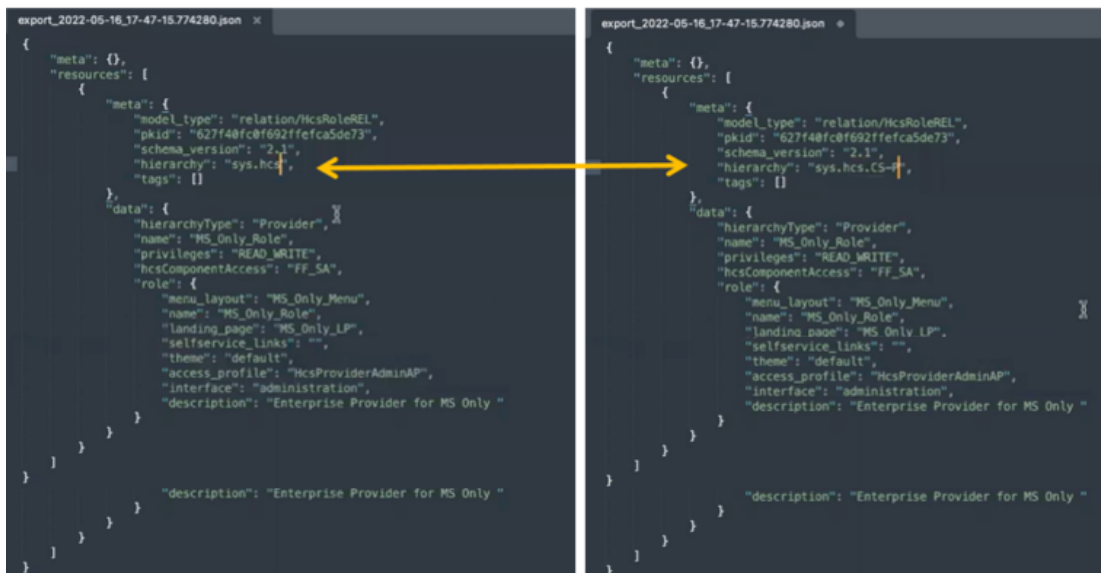 export_2022-05-16_17-47-15.774280.json ×
{
    "meta": {},
    "resources": [
        {
            "meta": {
                "model_type": "relation/HcsRoleREL",
                "pkid": "627f40fc0f692ffefca5de73",
                "schema_version": "2.1",
                "hierarchy": "sys.hcs",
                "tags": []
            },
            "data": {
                "hierarchyType": "Provider",
                "name": "MS_Only_Role",
                "privileges": "READ_WRITE",
                "hcsComponentAccess": "FF_SA",
                "role": {
                    "menu_layout": "MS_Only_Menu",
                    "name": "MS_Only_Role",
                    "landing_page": "MS_Only_LP",
                    "selfservice_links": "",
                    "theme": "default",
                    "access_profile": "HcsProviderAdminAP",
                    "interface": "administration",
                    "description": "Enterprise Provider for MS Only "
                }
            }
        }
    ]
}
                    "description": "Enterprise Provider for MS Only "
                }
            }
        }
    ]
}
export_2022-05-16_17-47-15.774280.json ●
{
    "meta": {},
    "resources": [
        {
            "meta": {
                "model_type": "relation/HcsRoleREL",
                "pkid": "627f40fc0f692ffefca5de73",
                "schema_version": "2.1",
                "hierarchy": "sys.hcs.CS-P",
                "tags": []
            },
            "data": {
                "hierarchyType": "Provider",
                "name": "MS_Only_Role",
                "privileges": "READ_WRITE",
                "hcsComponentAccess": "FF_SA",
                "role": {
                    "menu_layout": "MS_Only_Menu",
                    "name": "MS_Only_Role",
                    "landing_page": "MS_Only_LP",
                    "selfservice_links": "",
                    "theme": "default",
                    "access_profile": "HcsProviderAdminAP",
                    "interface": "administration",
                    "description": "Enterprise Provider for MS Only "
                }
            }
        }
    ]
}
                    "description": "Enterprise Provider for MS Only "
                }
            }
        }
    ]
}